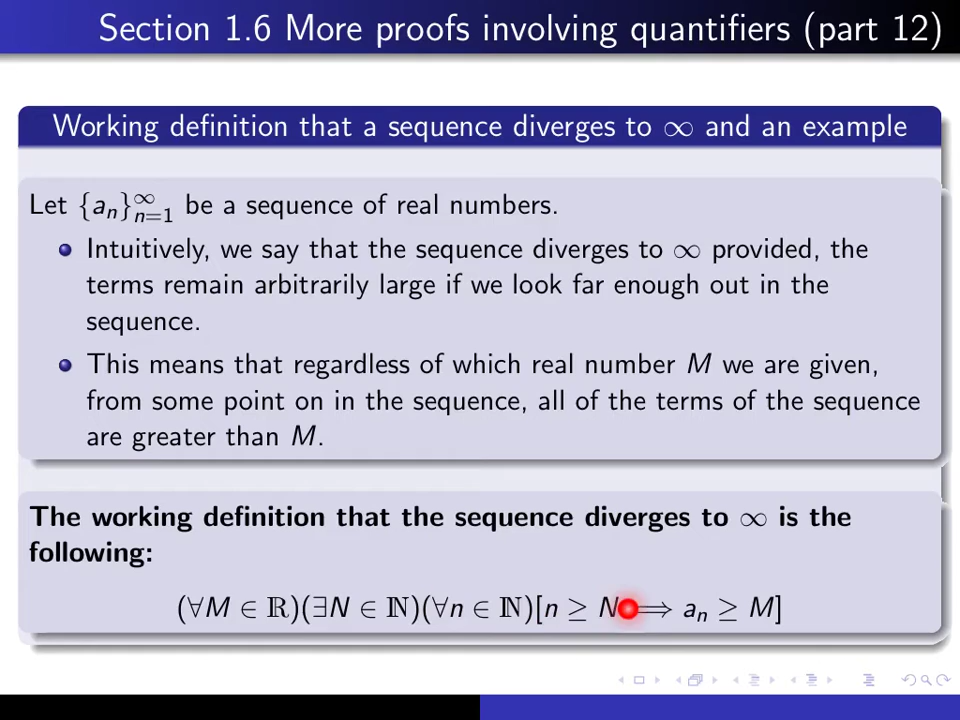 Section 1.6 More proofs involving quantifiers (part 12)
Working definition that a sequence diverges to ∞ and an example
Let {aₙ}∞ₙ₌₁ be a sequence of real numbers.
Intuitively, we say that the sequence diverges to ∞ provided, the
terms remain arbitrarily large if we look far enough out in the
sequence.
This means that regardless of which real number M we are given,
from some point on in the sequence, all of the terms of the sequence
are greater than M.
The working definition that the sequence diverges to ∞ is the
following:
(∀M ∈ ℝ)(∃N ∈ ℕ)(∀n ∈ ℕ)[n ≥ N ⟹ aₙ ≥ M]